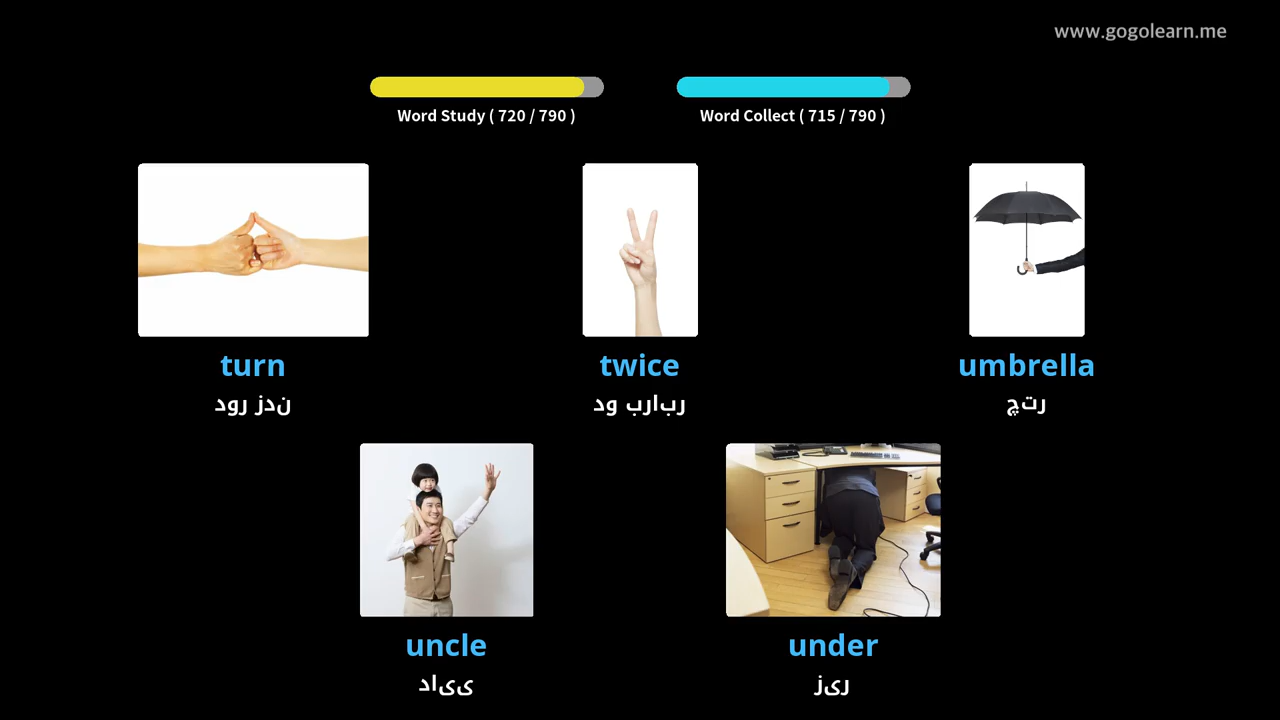 www.gogolearn.me
Word Study ( 720 / 790 )
Word Collect ( 715 / 790 )
turn
ندز رود
twice
ربارب ود
umbrella
رتچ
uncle
ییاد
under
ریز